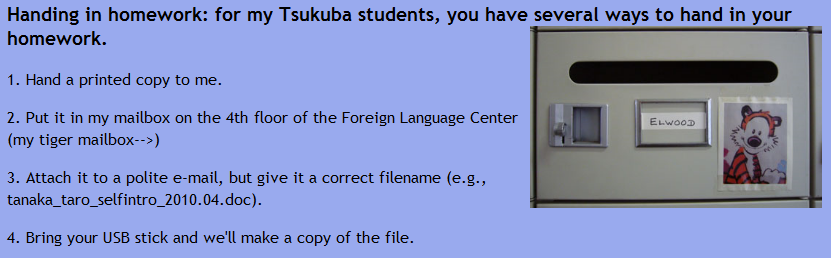 Handing in homework: for my Tsukuba students, you have several ways to hand in your
homework.
1. Hand a printed copy to me.
2. Put it in my mailbox on the 4th floor of the Foreign Language Center
(my tiger mailbox-->)
3. Attach it to a polite e-mail, but give it a correct filename (e.g.,
tanaka_taro_selfintro_2010.04.doc).
4. Bring your USB stick and we'll make a copy of the file.
ELWOOD